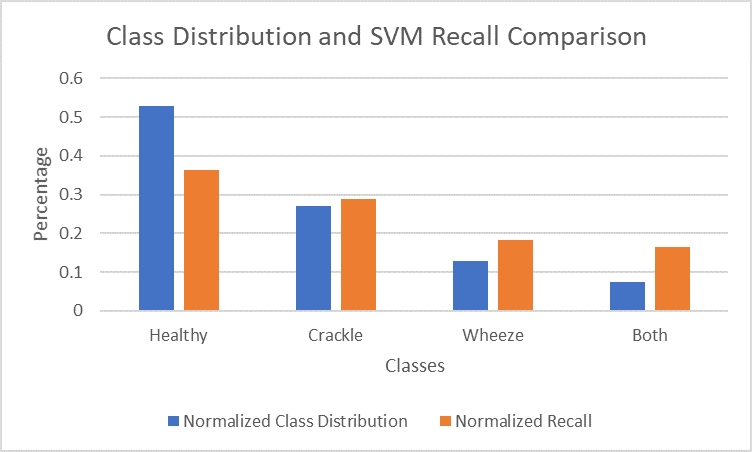 Class Distribution and SVM Recall Comparison
0.6
0.5
0.4
0.3
0.2
0.1
0
Percentage
Healthy Crackle Wheeze Both
Classes
Normalized Class Distribution Normalized Recall